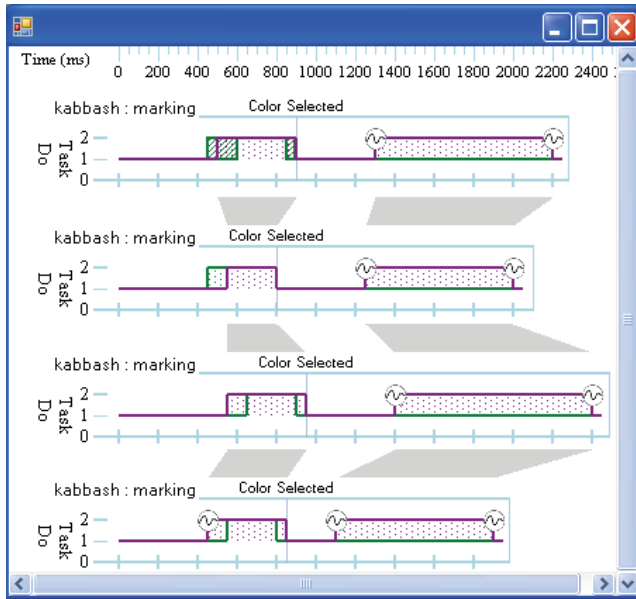 Time (ms)
0 200 400 600 800 1000 1200 1400 1600 1800 2000 2200 2400
kabbash : marking
Color Selected
Do
Task
2
1
0
kabbash : marking
Color Selected
Do
Task
2
1
0
kabbash : marking
Color Selected
Do
Task
2
1
0
kabbash : marking
Color Selected
Do
Task
2
1
0